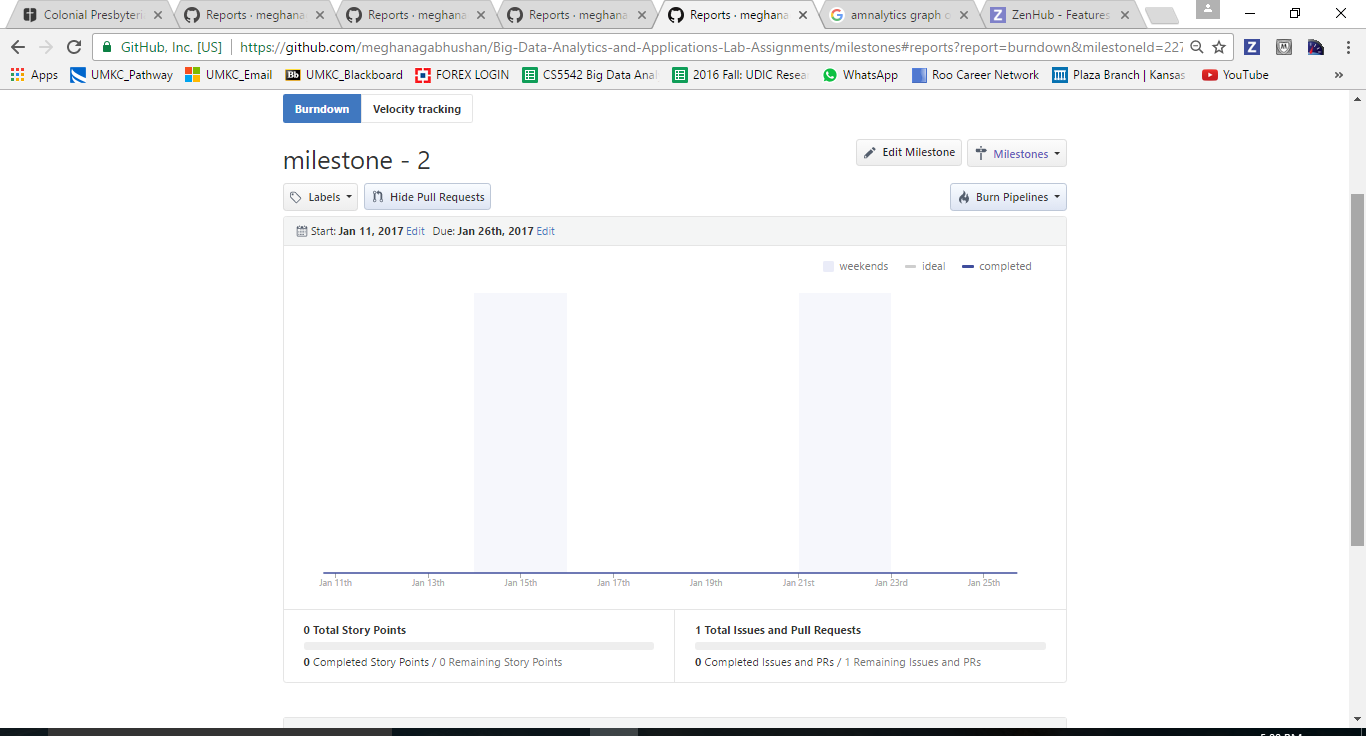 Colonial Presbyteri
Reports · meghana
Reports · meghana
Reports · meghana
Reports · meghana
amnalytics graph o
ZenHub - Features
GitHub, Inc. [US]
https://github.com/meghanagabhushan/Big-Data-Analytics-and-Applications-Lab-Assignments/milestones#reports?report=burndown&milestoneId=227
Z
Apps
UMKC_Pathway
UMKC_Email
Bb
UMKC_Blackboard
FOREX LOGIN
CS5542 Big Data Anal
2016 Fall: UDIC Resea
WhatsApp
Roo Career Network
Plaza Branch | Kansas
YouTube
»
Burndown
Velocity tracking
milestone - 2
Edit Milestone
Milestones
Labels
Hide Pull Requests
Burn Pipelines
Start: Jan 11, 2017 Edit Due: Jan 26th, 2017 Edit
weekends
ideal
completed
Jan 11th
Jan 13th
Jan 15th
Jan 17th
Jan 19th
Jan 21st
Jan 23rd
Jan 25th
0 Total Story Points
0 Completed Story Points / 0 Remaining Story Points
1 Total Issues and Pull Requests
0 Completed Issues and PRs / 1 Remaining Issues and PRs